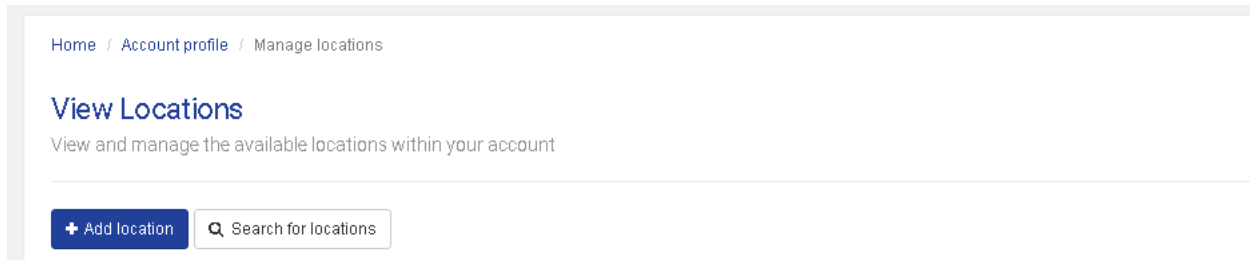 Home / Account profile / Manage locations
View Locations
View and manage the available locations within your account
Add location Search for locations